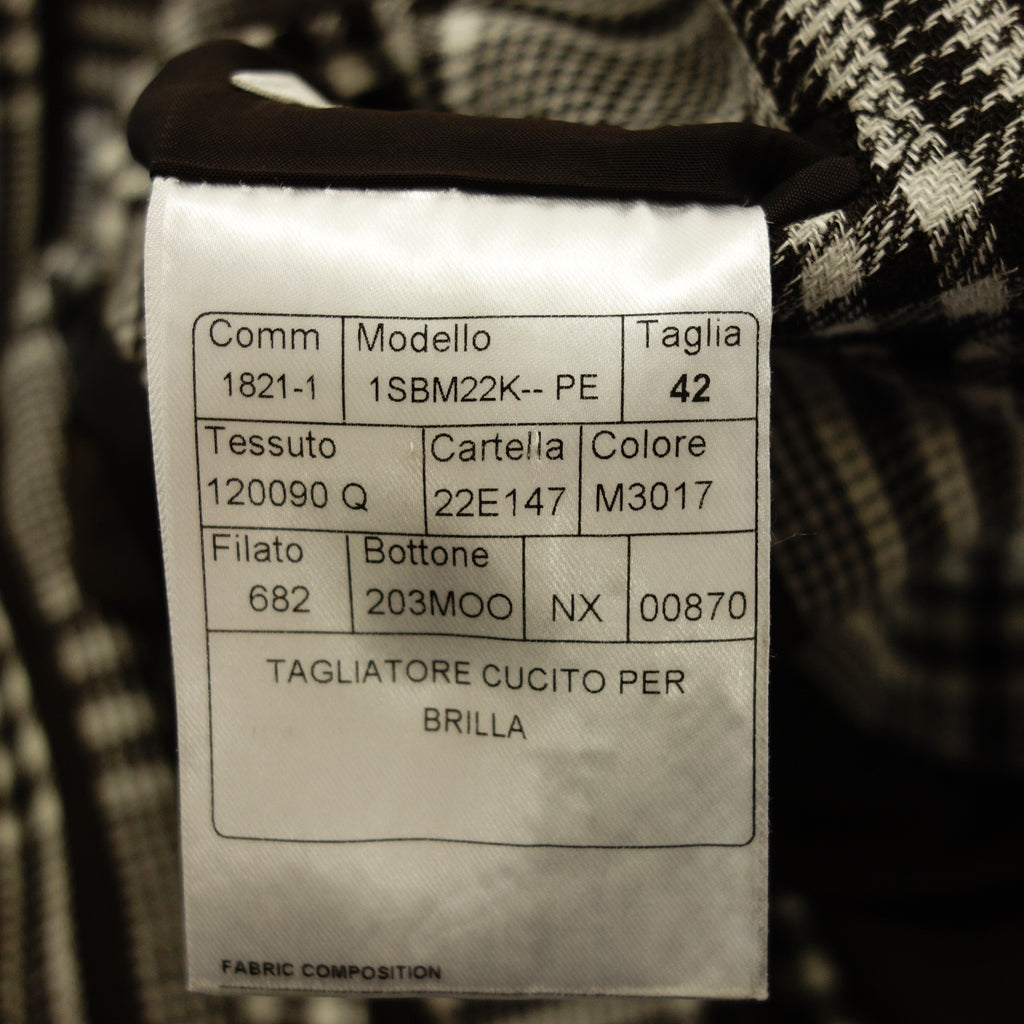 Comm Modello Taglia
1821-1 1SBM22K-- PE 42
Tessuto Cartella Colore
120090 Q 22E147 M3017
Filato Bottone
682 203MOO NX 00870
TAGLIATORE CUCITO PER
BRILLA
FABRIC COMPOSITION